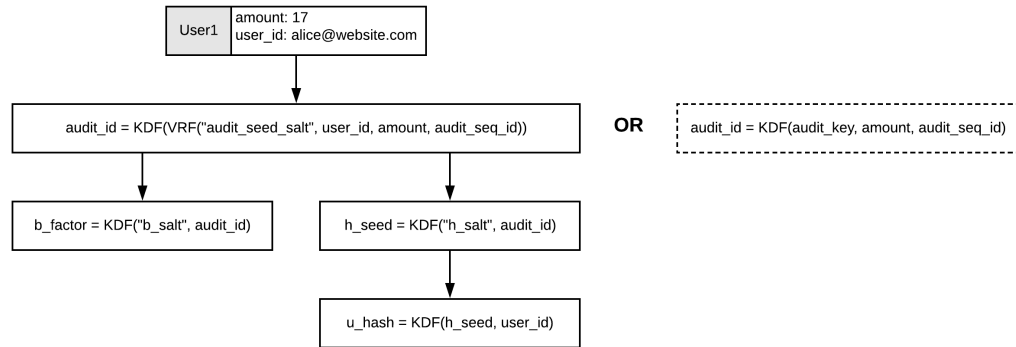 User1
amount: 17
user_id: alice@website.com
audit_id = KDF(VRF("audit_seed_salt", user_id, amount, audit_seq_id))
OR
audit_id = KDF(audit_key, amount, audit_seq_id)
b_factor = KDF("b_salt", audit_id)
h_seed = KDF("h_salt", audit_id)
u_hash = KDF(h_seed, user_id)